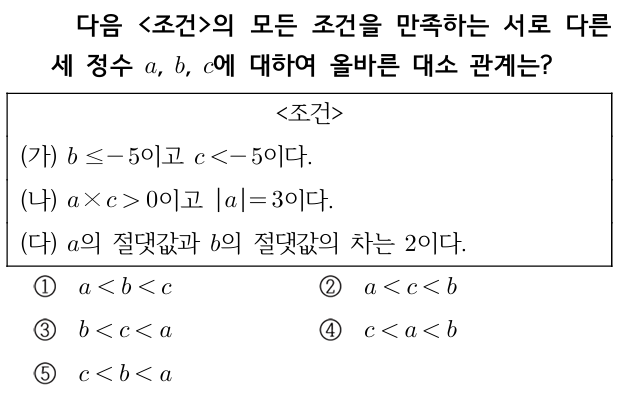 다음 <조건>의 모든 조건을 만족하는 서로 다른
세 정수 a, b, c에 대하여 올바른 대소 관계는?
<조건>
(가) b ≤ -5이고 c < -5이다.
(나) a×c > 0이고 |a| = 3이다.
(다) a의 절댓값과 b의 절댓값의 차는 2이다.
① a < b < c ② a < c < b
③ b < c < a ④ c < a < b
⑤ c < b < a